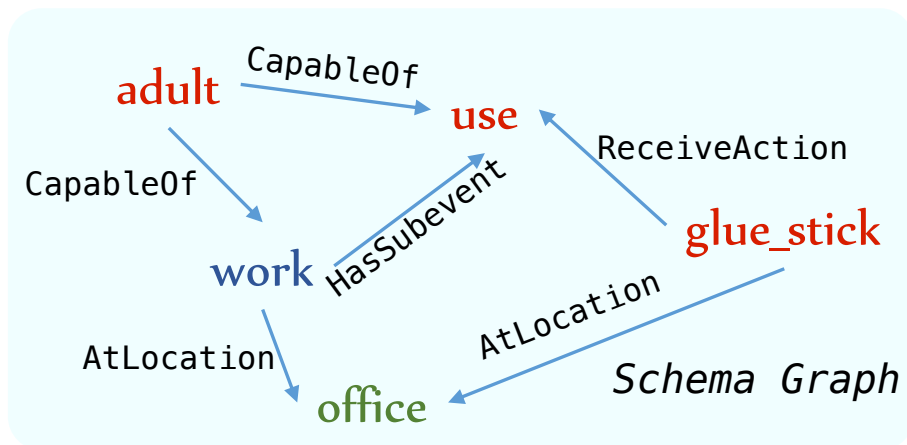 CapableOf
adult
use
ReceiveAction
CapableOf
HasSubevent
glue_stick
work
AtLocation
AtLocation
Schema Graph
office